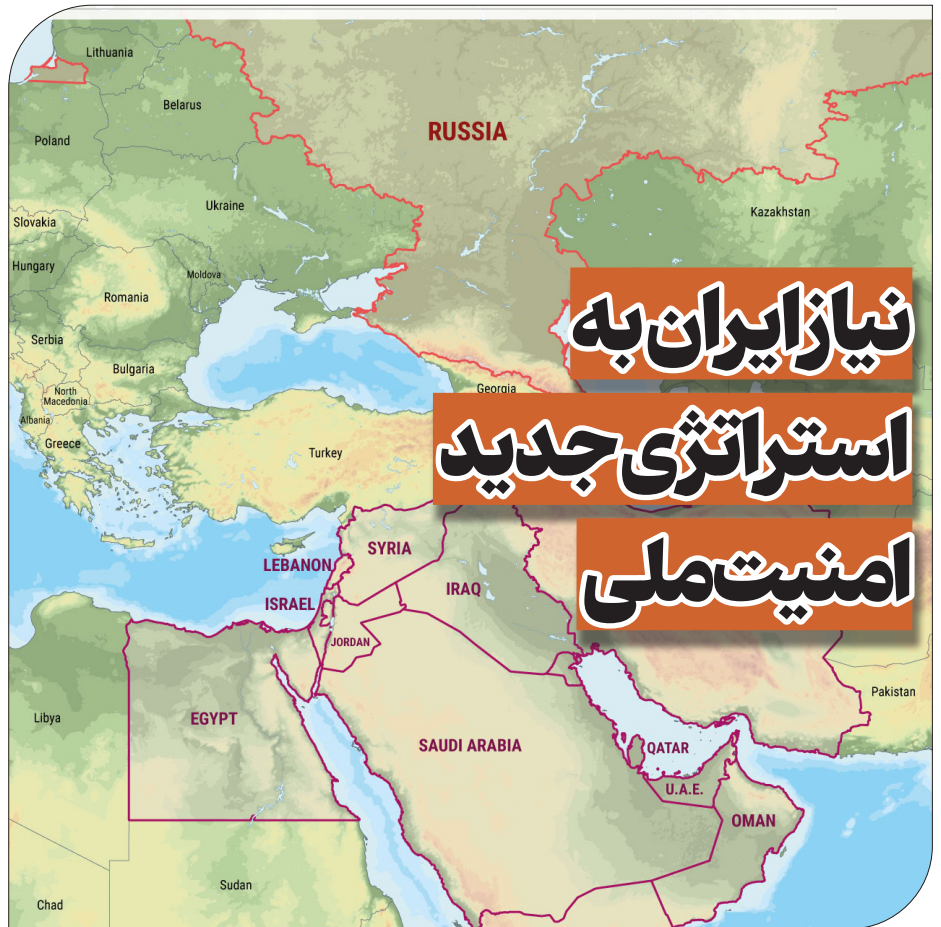 Lithuania
Belarus
RUSSIA
Poland
Ukraine
Kazakhstan
Slovakia
Hungary
Moldova
Romania
نیاز ایران به
Serbia
Bulgaria
Georgia
North
Macedonia
Albania
Greece
Turkey
استراتژی جدید
SYRIA
LEBANON
IRAQ
امنیت ملی
ISRAEL
JORDAN
Pakistan
Libya
EGYPT
SAUDI ARABIA
QATAR
U.A.E.
OMAN
Sudan
Chad